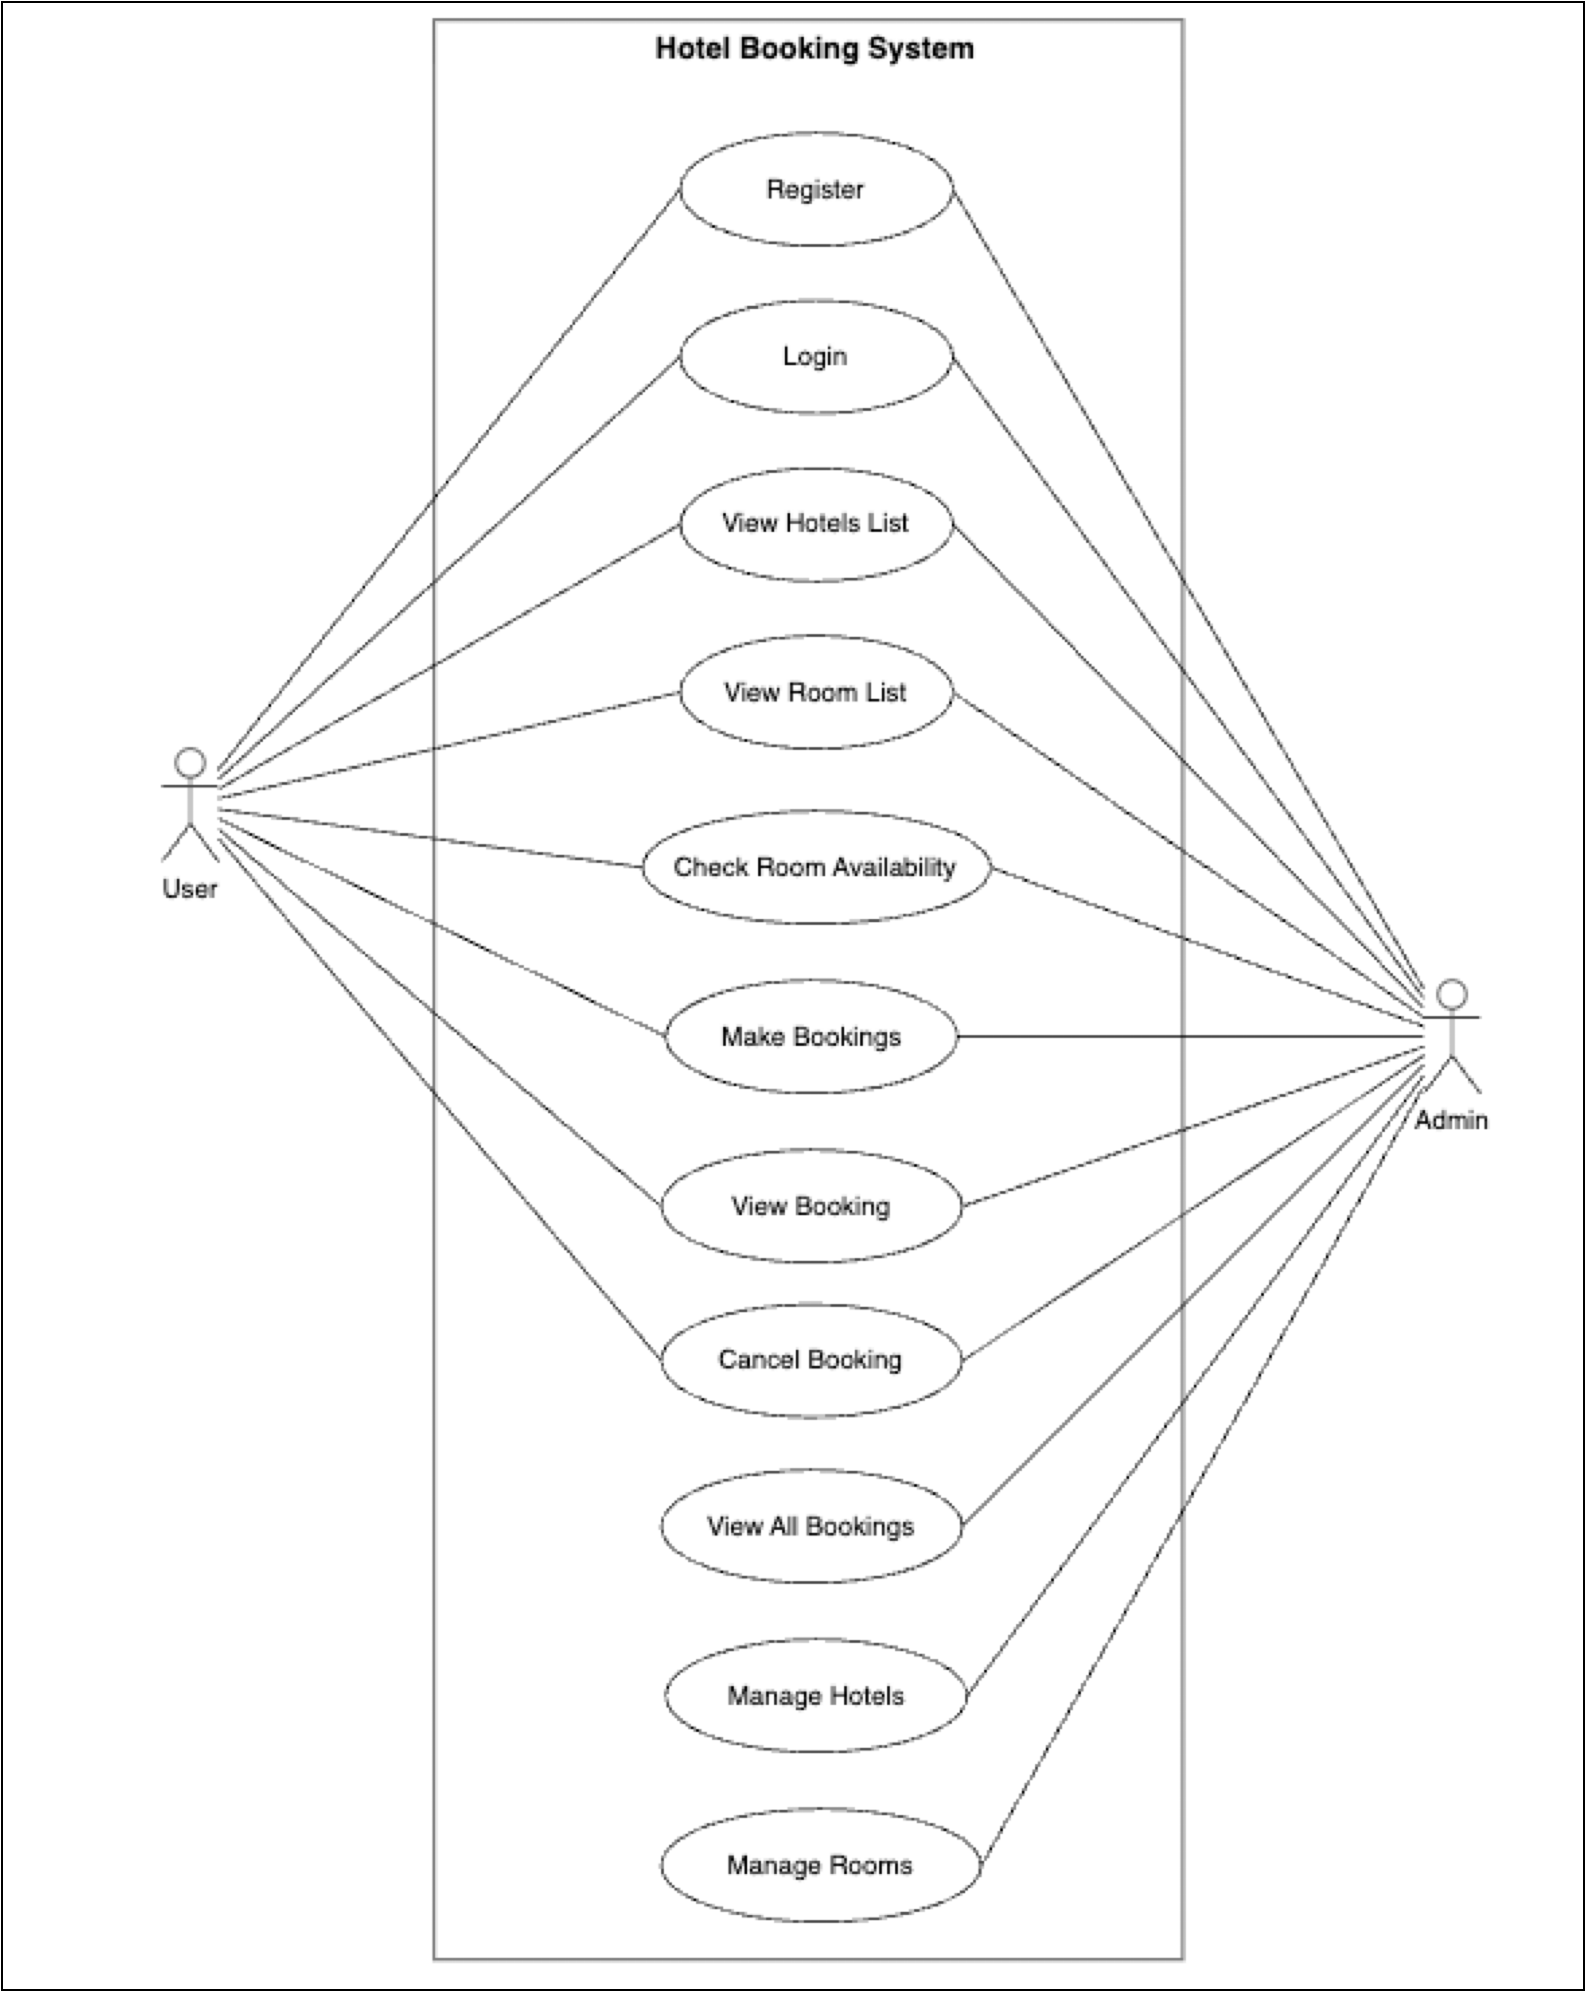 Hotel Booking System
Register
Login
View Hotels List
View Room List
Check Room Availability
User
Make Bookings
Admin
View Booking
Cancel Booking
View All Bookings
Manage Hotels
Manage Rooms